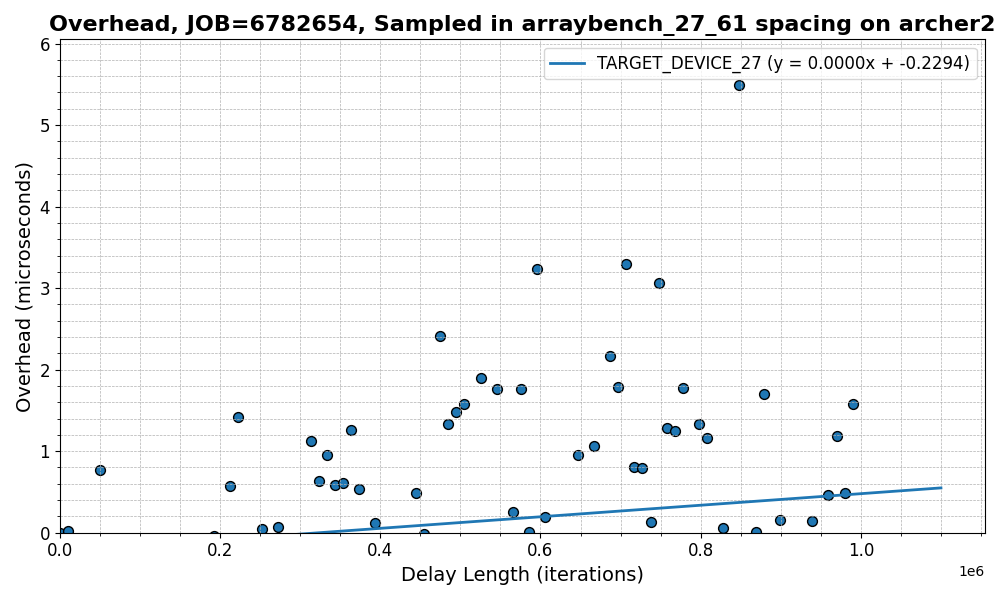 Overhead, JOB=6782654, Sampled in arraybench_27_61 spacing on archer2
TARGET_DEVICE_27 (y = 0.0000x + -0.2294)
6
5
4
3
2
1
0
Overhead (microseconds)
0.0 0.2 0.4 0.6 0.8 1.0
1e6
Delay Length (iterations)